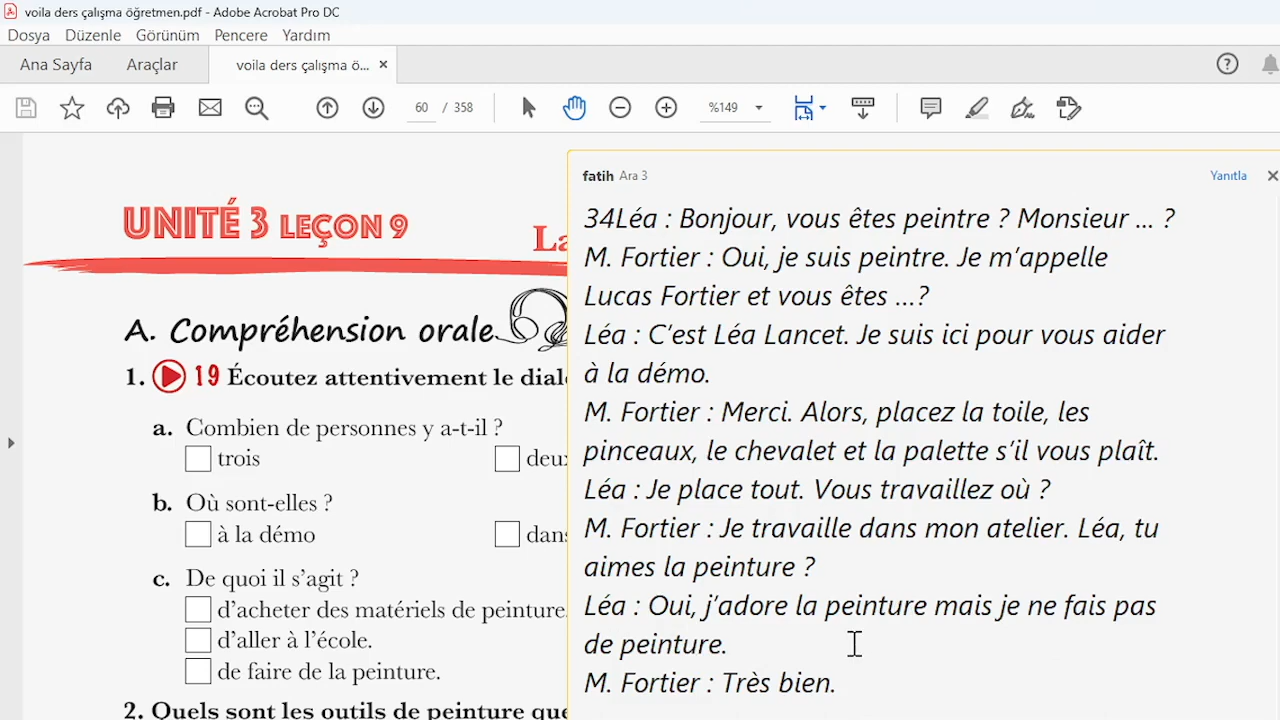 voila ders çalışma öğretmen.pdf - Adobe Acrobat Pro DC
Dosya Düzenle Görünüm Pencere Yardım
Ana Sayfa Araçlar voila ders çalışma ö... ×
60 / 358 %149
UNITÉ 3 LEÇON 9
La
A. Compréhension orale
1. 19 Écoutez attentivement le dial
a. Combien de personnes y a-t-il ?
trois deux
b. Où sont-elles ?
à la démo dans
c. De quoi il s'agit ?
d'acheter des matériels de peinture.
d'aller à l'école.
de faire de la peinture.
2. Quels sont les outils de peinture que
fatih Ara 3 Yanıtla ×
34Léa : Bonjour, vous êtes peintre ? Monsieur ... ?
M. Fortier : Oui, je suis peintre. Je m'appelle
Lucas Fortier et vous êtes ...?
Léa : C'est Léa Lancet. Je suis ici pour vous aider
à la démo.
M. Fortier : Merci. Alors, placez la toile, les
pinceaux, le chevalet et la palette s'il vous plaît.
Léa : Je place tout. Vous travaillez où ?
M. Fortier : Je travaille dans mon atelier. Léa, tu
aimes la peinture ?
Léa : Oui, j'adore la peinture mais je ne fais pas
de peinture.
M. Fortier : Très bien.